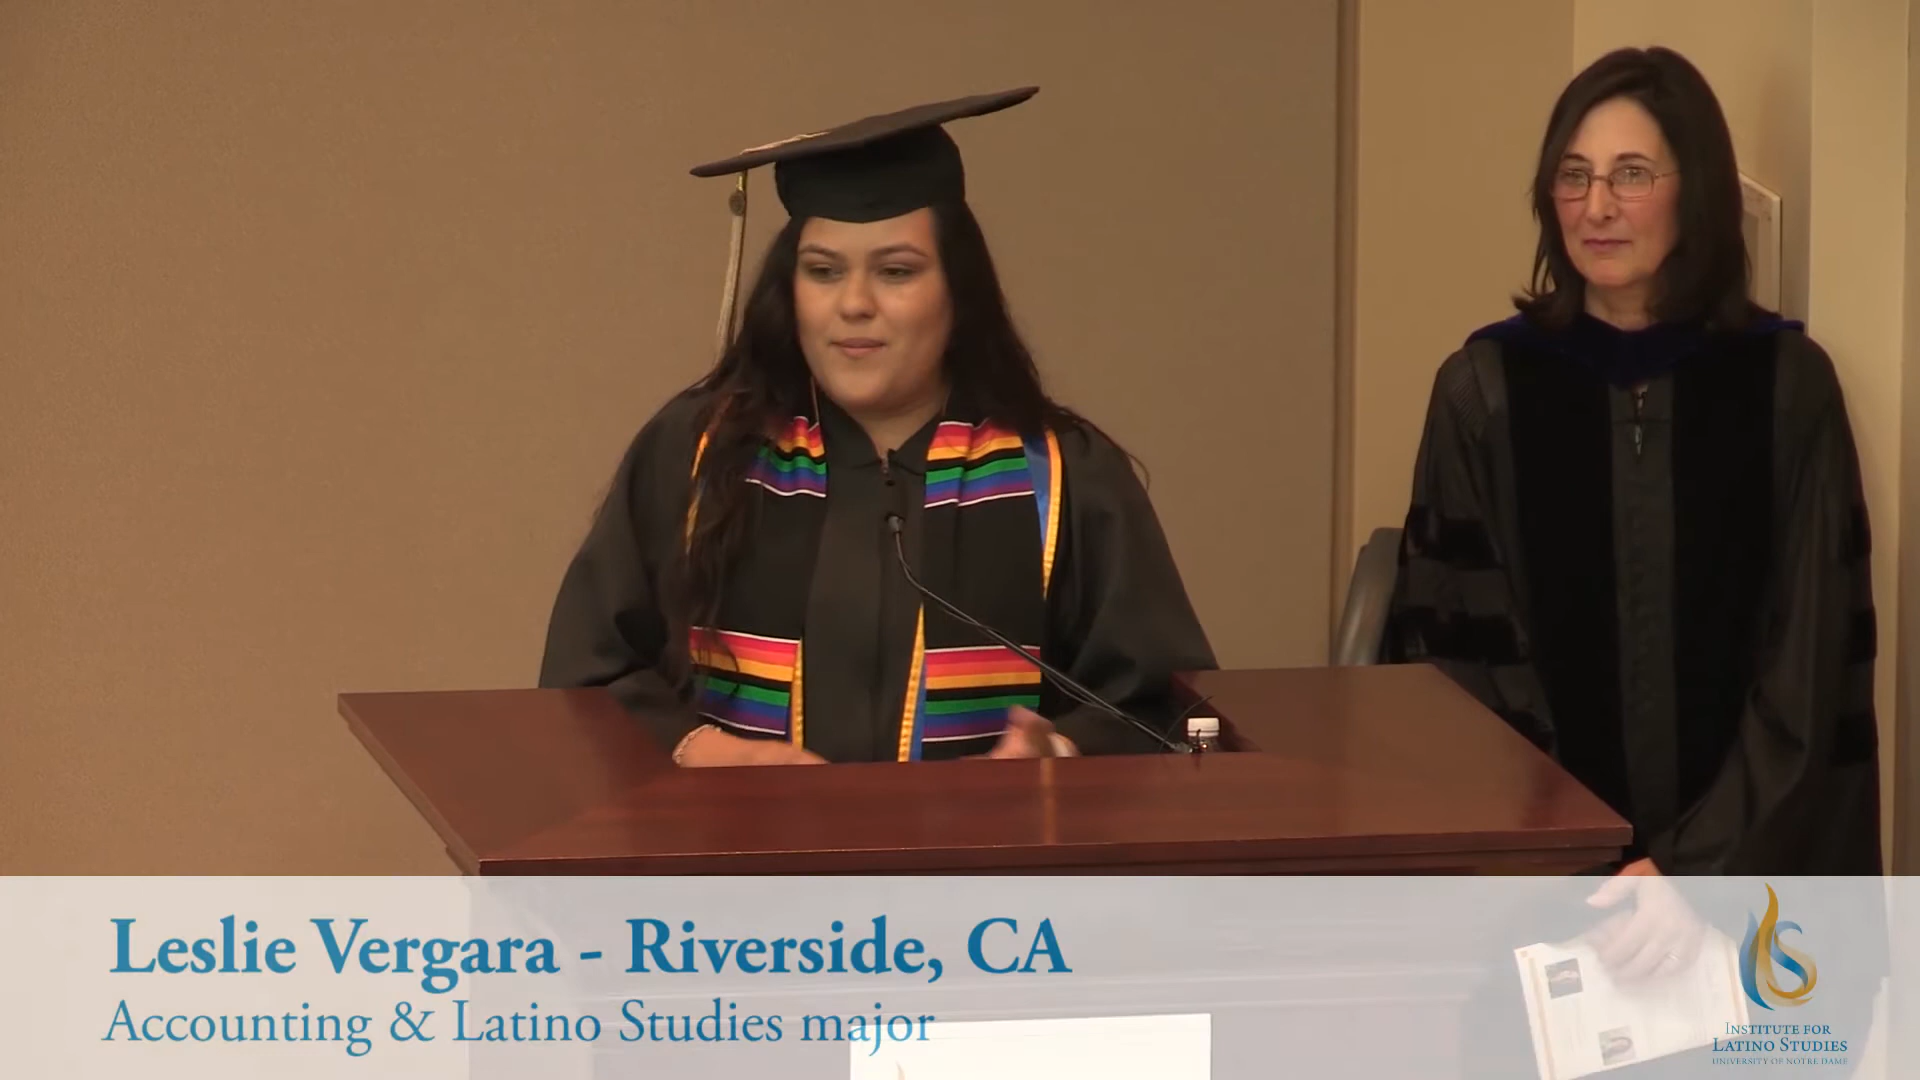 Leslie Vergara - Riverside, CA
Accounting & Latino Studies major
INSTITUTE FOR
LATINO STUDIES
UNIVERSITY OF NOTRE DAME